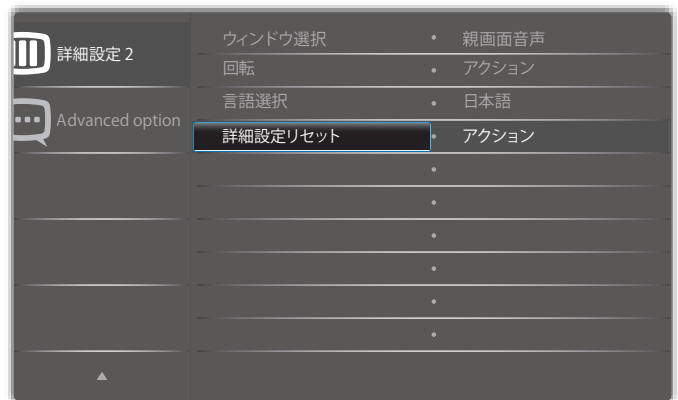 詳細設定 2
Advanced option
ウィンドウ選択 • 親画面音声
回転 • アクション
言語選択 • 日本語
詳細設定リセット • アクション